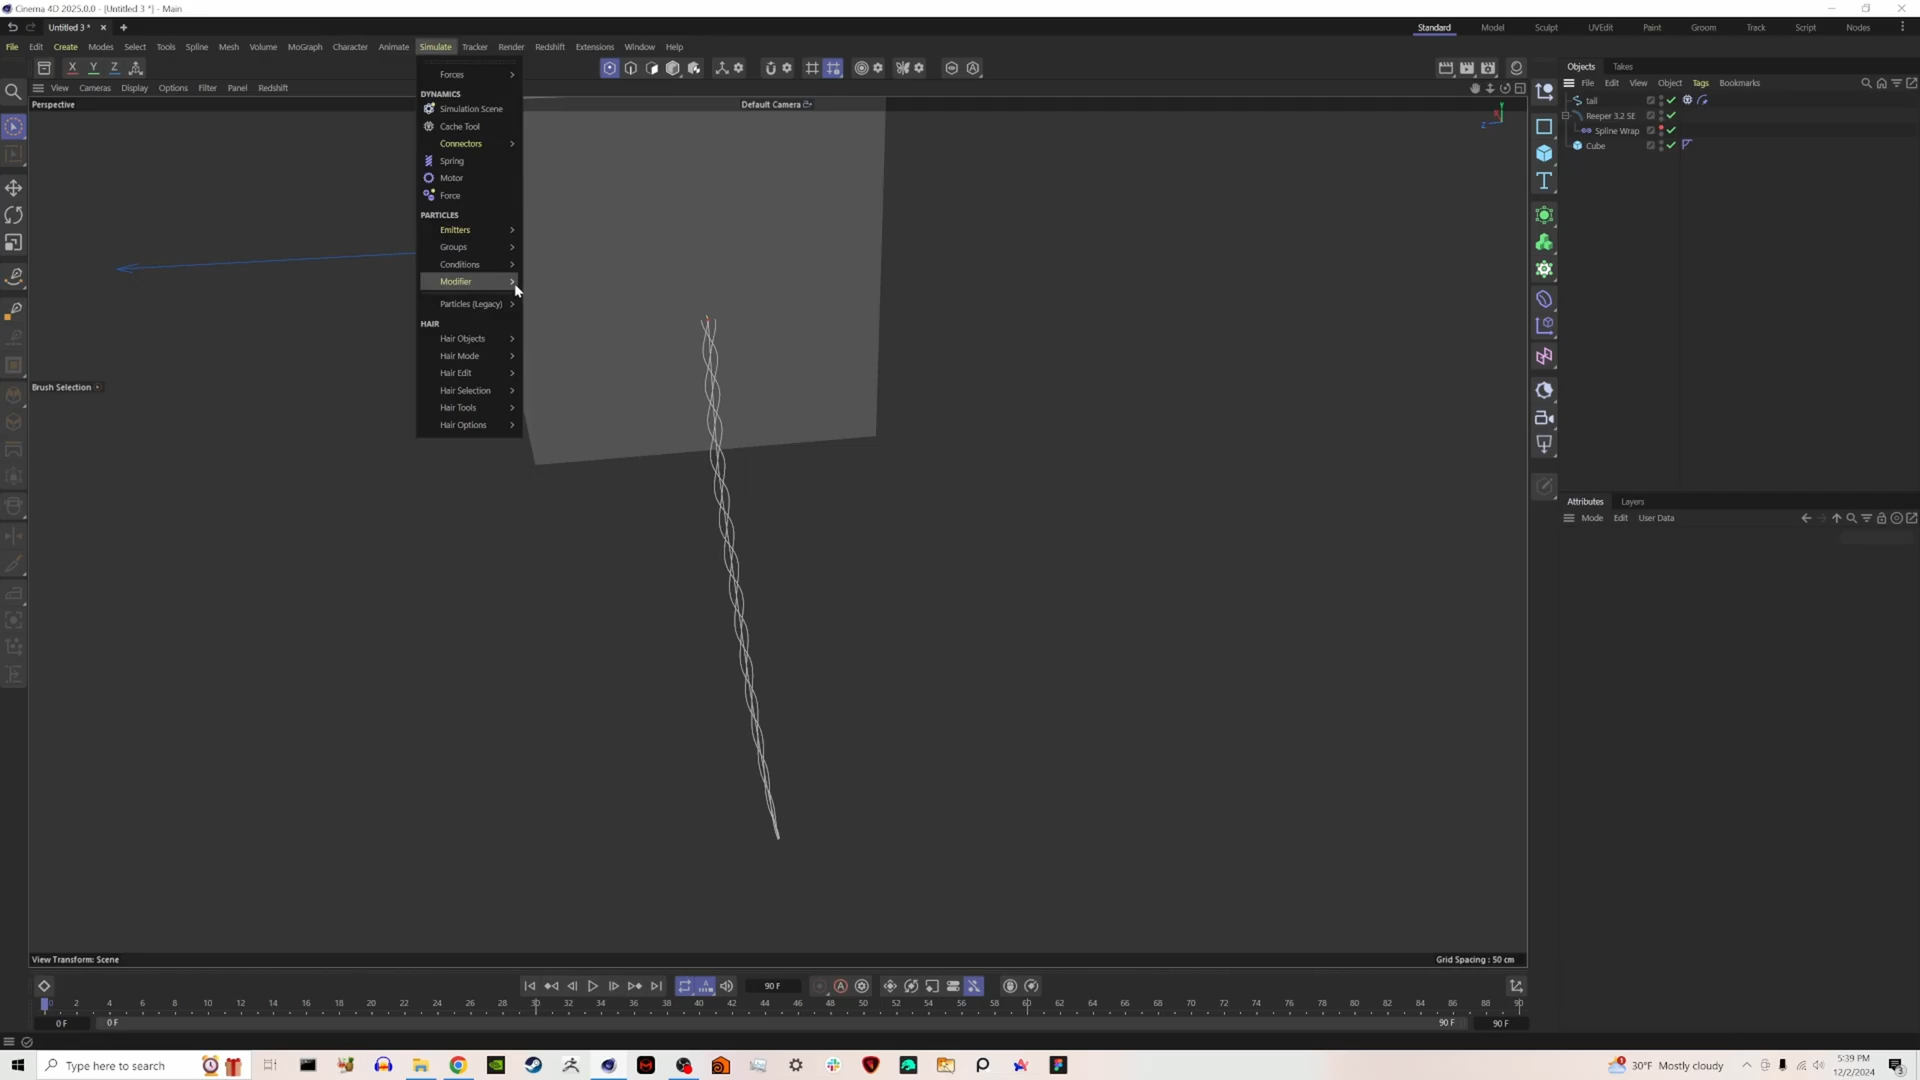 Cinema 4D 2025.0.0 - [Untitled 3 *] - Main
Untitled 3 *
Standard Model Sculpt UVEdit Paint Groom Track Script Nodes
File Edit Create Modes Select Tools Spline Mesh Volume MoGraph Character Animate Simulate Tracker Render Redshift Extensions Window Help
X Y Z
Objects Takes
View Cameras Display Options Filter Panel Redshift
File Edit View Object Tags Bookmarks
Perspective
Default Camera
Y
X
Z
tail
Reeper 3.2 SE
Spline Wrap
Cube
Forces
DYNAMICS
Simulation Scene
Cache Tool
Connectors
Spring
Motor
Force
PARTICLES
Emitters
Groups
Conditions
Modifier
Particles (Legacy)
HAIR
Hair Objects
Hair Mode
Hair Edit
Hair Selection
Hair Tools
Hair Options
Brush Selection
Attributes Layers
Mode Edit User Data
View Transform: Scene
Grid Spacing : 50 cm
90 F
0 2 4 6 8 10 12 14 16 18 20 22 24 26 28 30 32 34 36 38 40 42 44 46 48 50 52 54 56 58 60 62 64 66 68 70 72 74 76 78 80 82 84 86 88 90
0 F 0 F 90 F 90 F
Type here to search
30°F Mostly cloudy
5:39 PM
12/2/2024